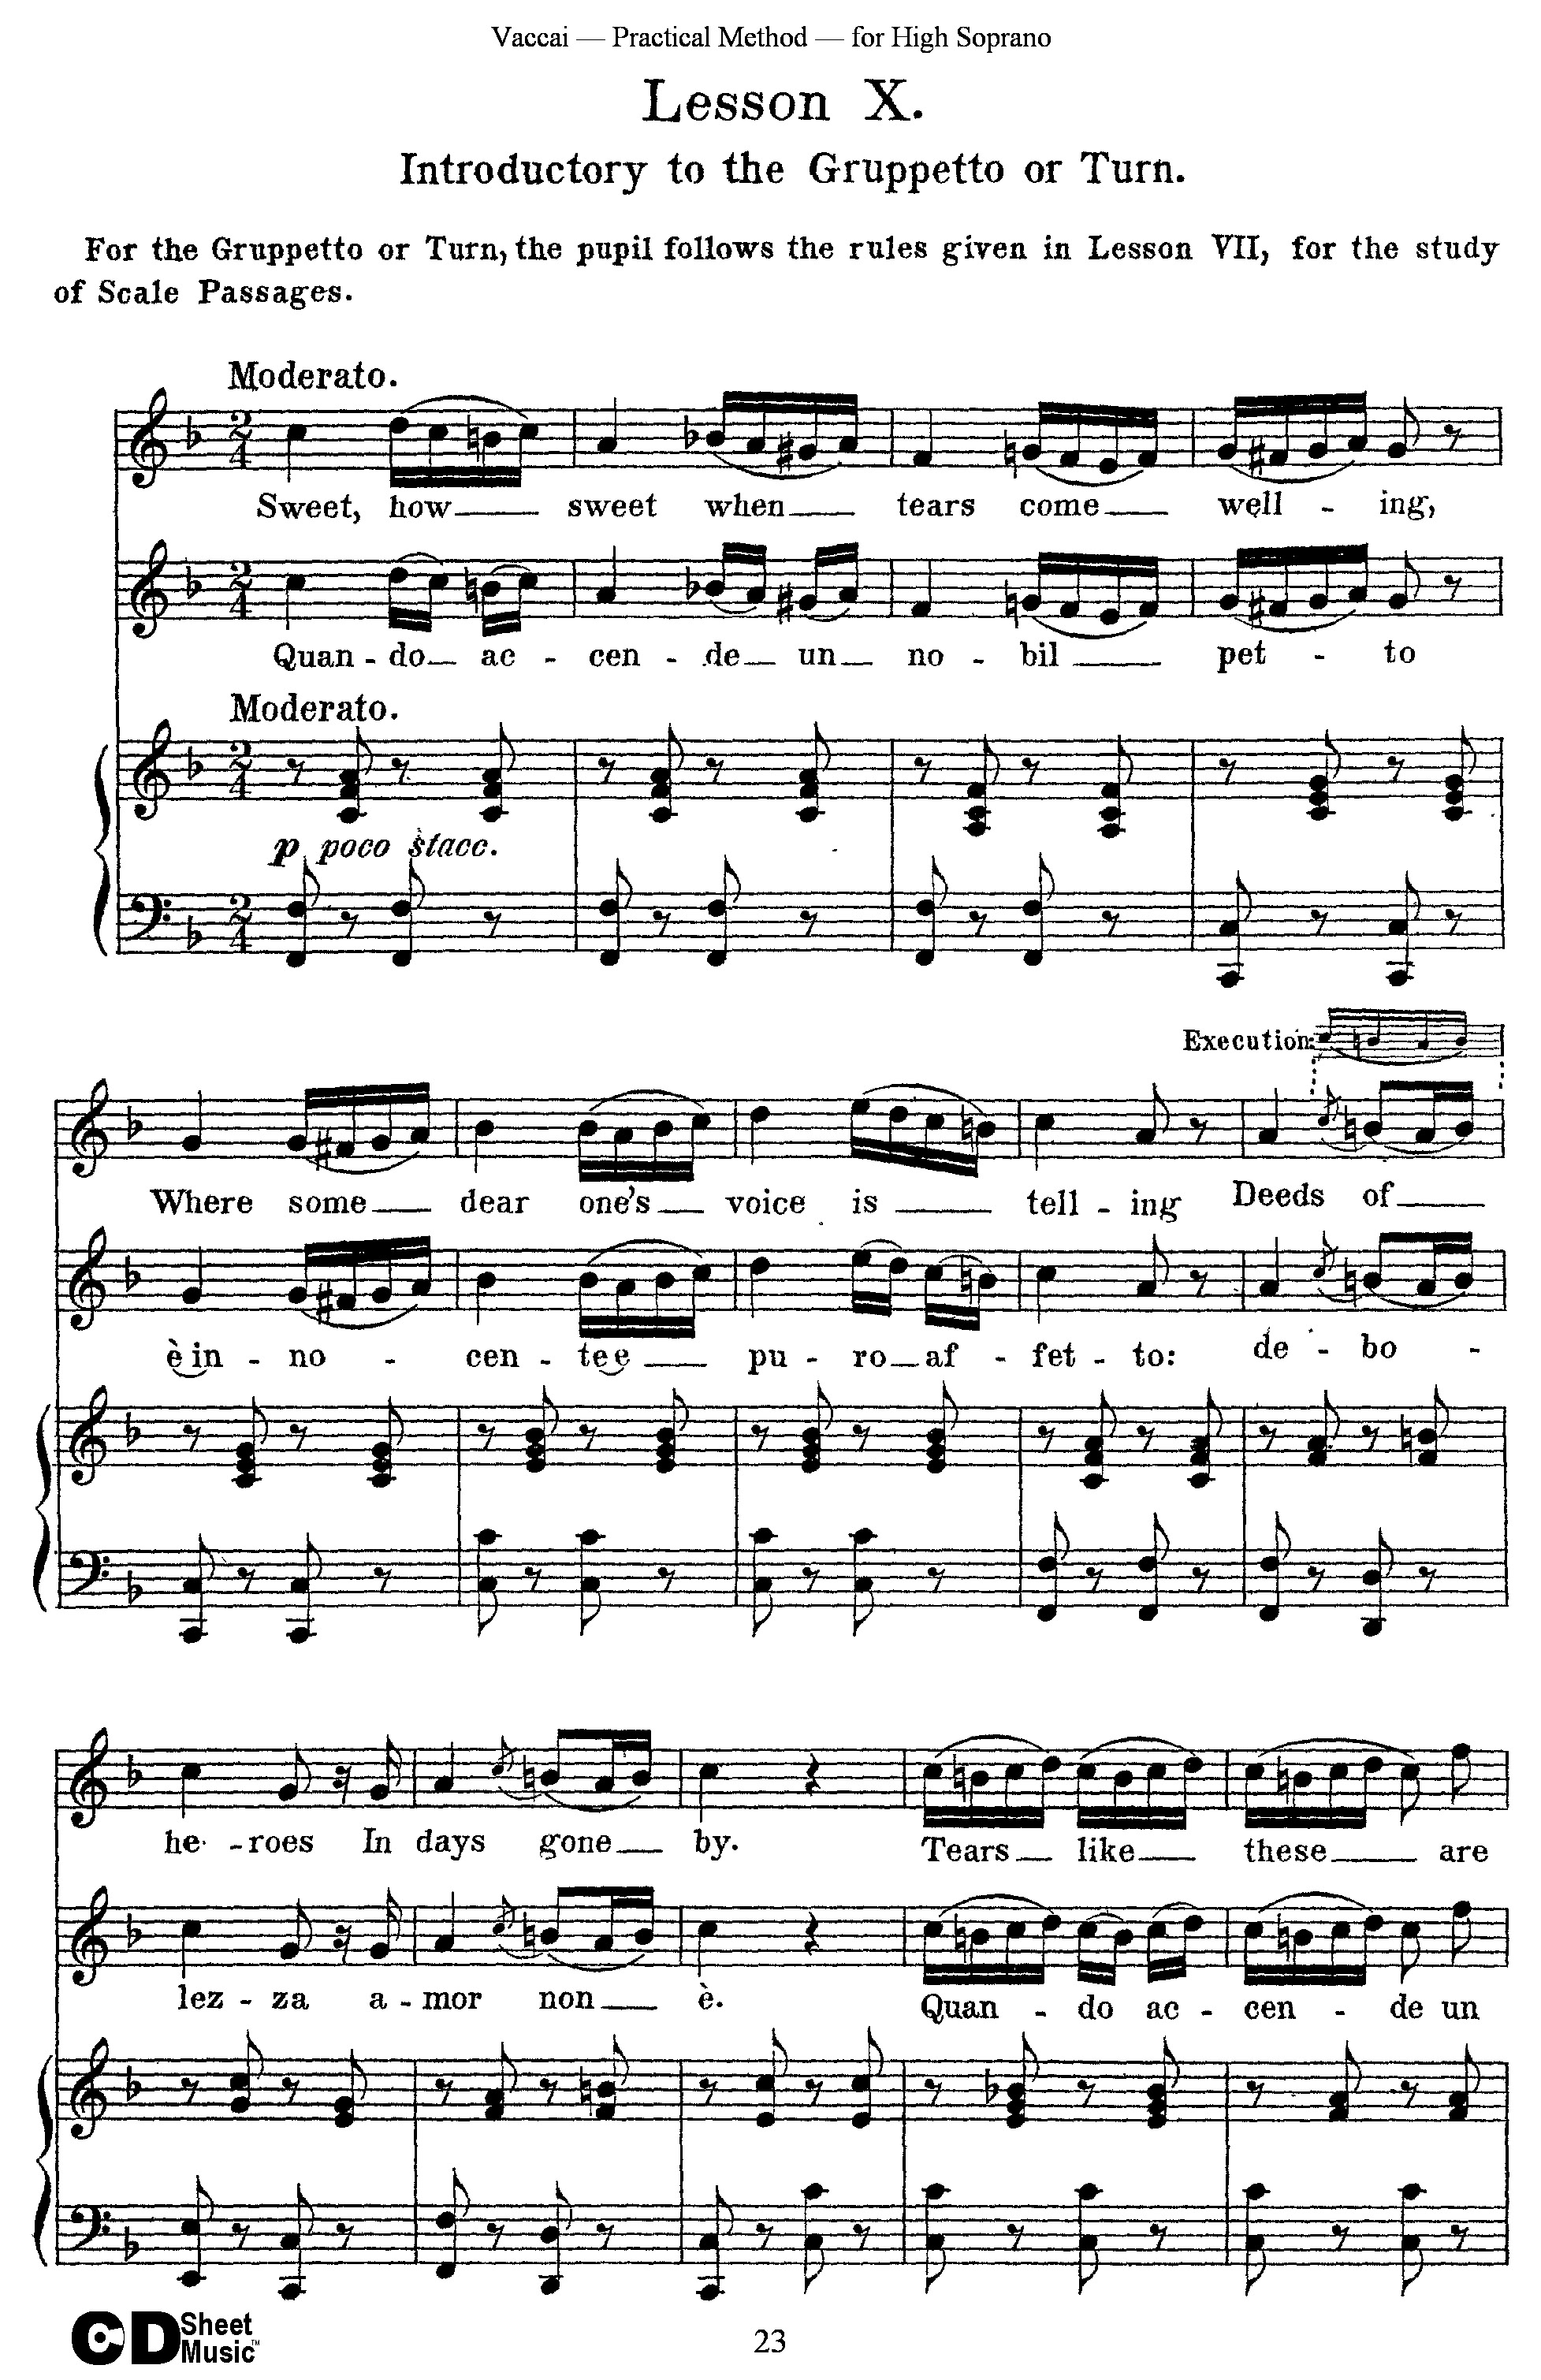 Vaccai — Practical Method — for High Soprano
Lesson X.
Introductory to the Gruppetto or Turn.
For the Gruppetto or Turn, the pupil follows the rules given in Lesson VII, for the study
of Scale Passages.
Moderato.
Sweet, how sweet when tears come well - ing,
Quan - do ac - cen - de un no - bil pet - to
Moderato.
p poco stacc.
Execution:
Where some dear one's voice is tell - ing Deeds of
è in - no - cen - te e pu - ro af - fet - to: de - bo -
he - roes In days gone by. Tears like these are
lez - za a - mor non è. Quan - do ac - cen - de un
CD Sheet
Music™
23